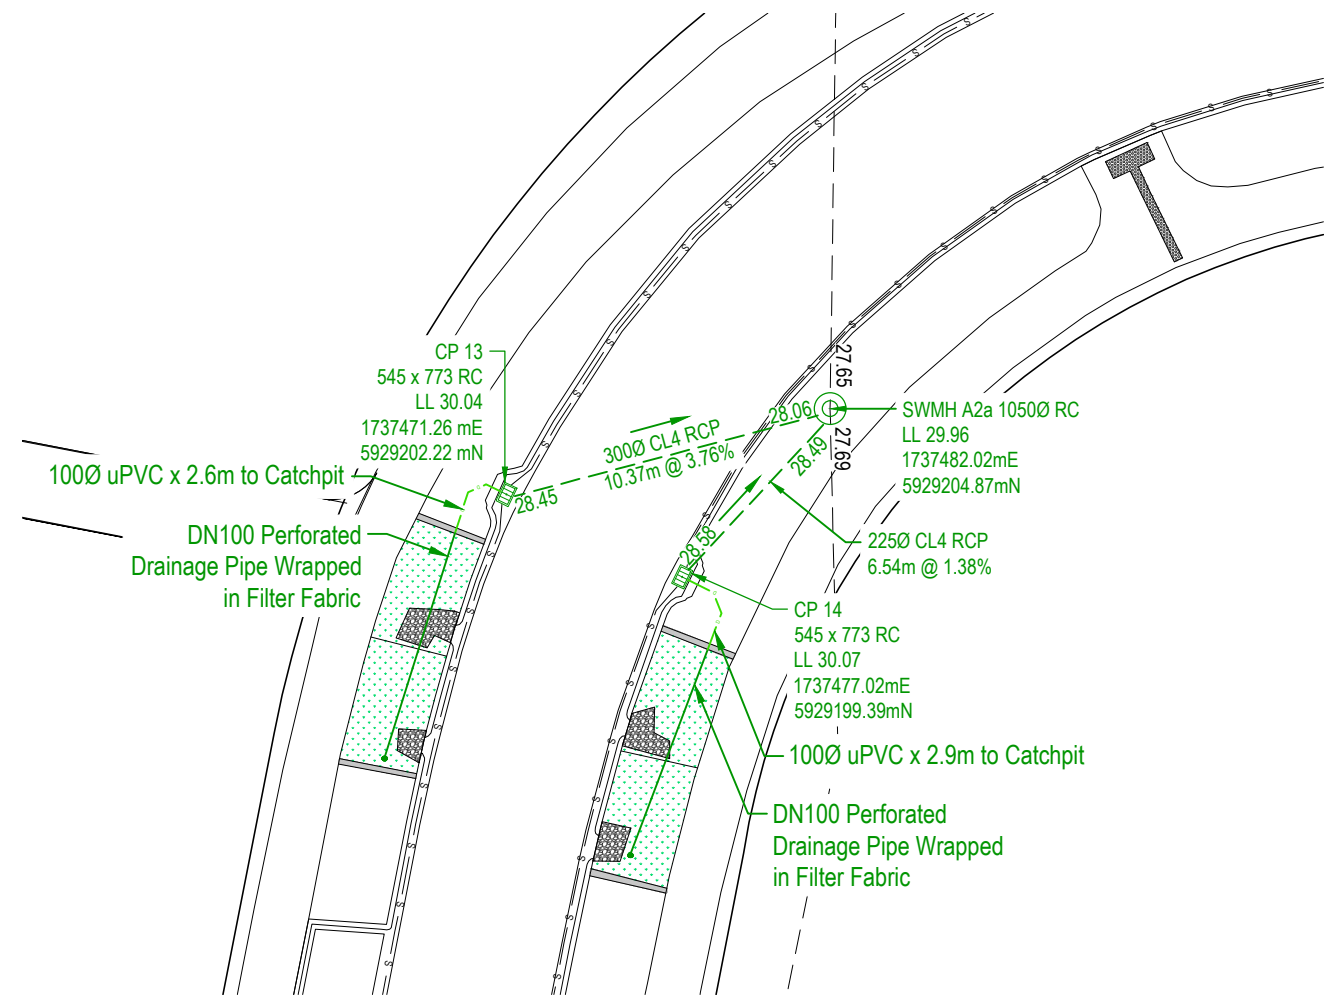 CP 13
545 x 773 RC
LL 30.04
1737471.26 mE
5929202.22 mN
27.65
28.06
SWMH A2a 1050Ø RC
LL 29.96
1737482.02mE
5929204.87mN
300Ø CL4 RCP
10.37m @ 3.76%
27.69
28.49
100Ø uPVC x 2.6m to Catchpit
28.45
DN100 Perforated
Drainage Pipe Wrapped
in Filter Fabric
28.58
225Ø CL4 RCP
6.54m @ 1.38%
CP 14
545 x 773 RC
LL 30.07
1737477.02mE
5929199.39mN
100Ø uPVC x 2.9m to Catchpit
DN100 Perforated
Drainage Pipe Wrapped
in Filter Fabric